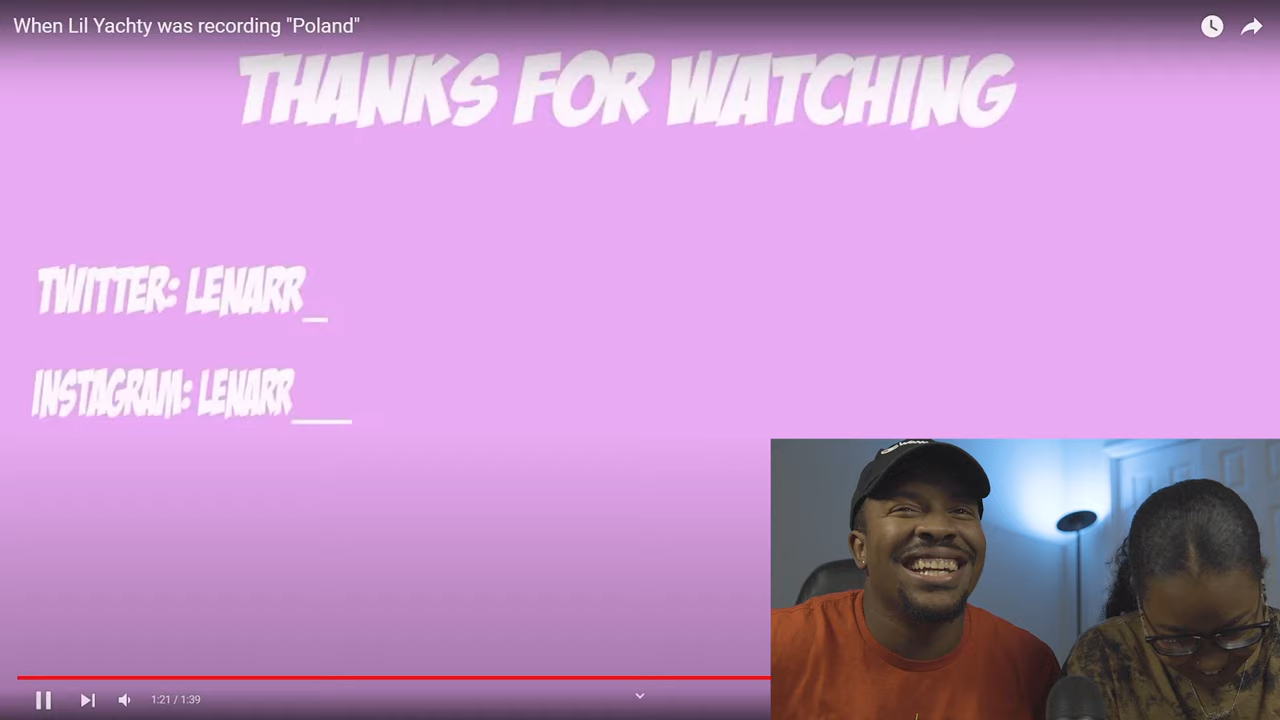 When Lil Yachty was recording "Poland"
THANKS FOR WATCHING
TWITTER: LENARR_
INSTAGRAM: LENARR___
1:21 / 1:39